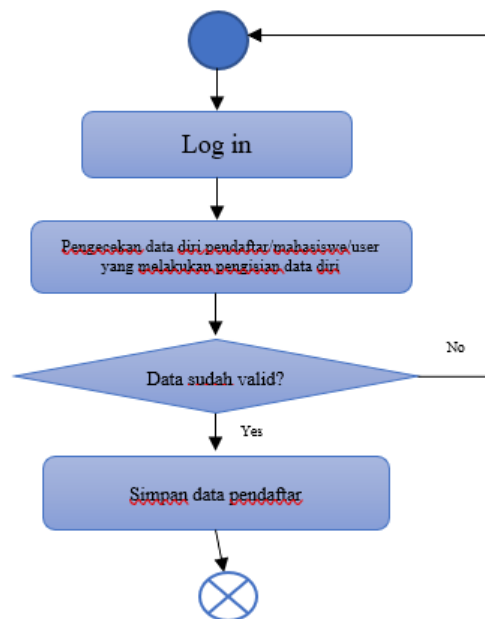 Log in
Pengecekan data diri pendaftar/mahasiswa/user
yang melakukan pengisian data diri
No
Data sudah valid?
Yes
Simpan data pendaftar